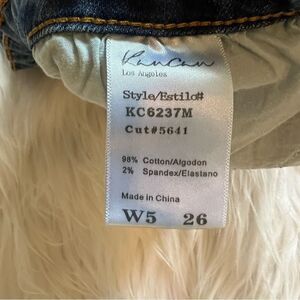 KanCan
Los Angeles
Style/Estilo#
KC6237M
Cut#5641
98% Cotton/Algodon
2% Spandex/Elastano
Made in China
W5 26